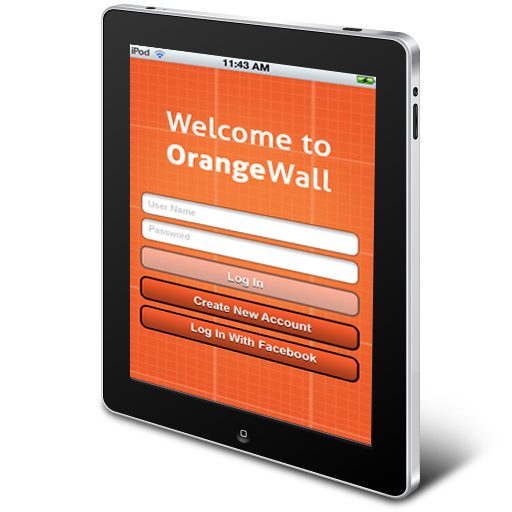 iPod
11:43 AM
Welcome to
OrangeWall
User Name
Password
Log In
Create New Account
Log In With Facebook